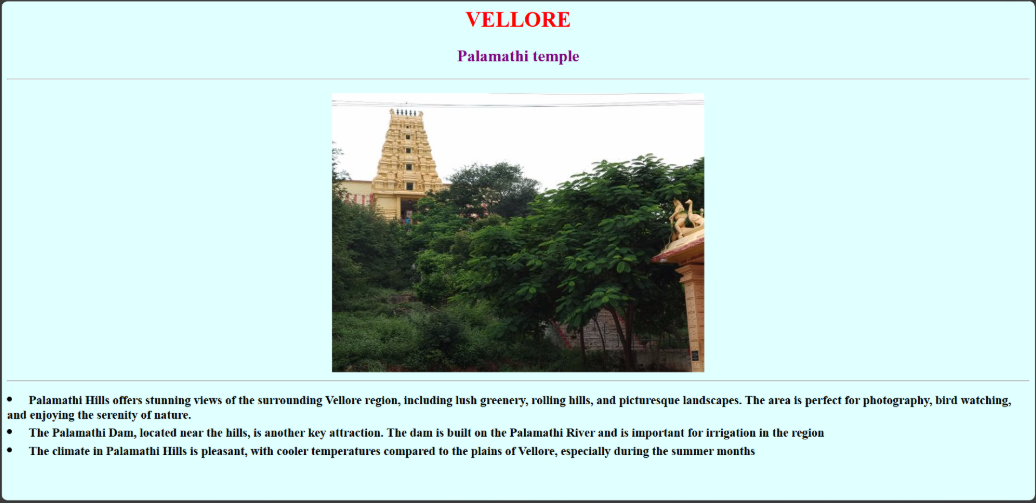 VELLORE
Palamathi temple
• Palamathi Hills offers stunning views of the surrounding Vellore region, including lush greenery, rolling hills, and picturesque landscapes. The area is perfect for photography, bird watching,
and enjoying the serenity of nature.
• The Palamathi Dam, located near the hills, is another key attraction. The dam is built on the Palamathi River and is important for irrigation in the region
• The climate in Palamathi Hills is pleasant, with cooler temperatures compared to the plains of Vellore, especially during the summer months